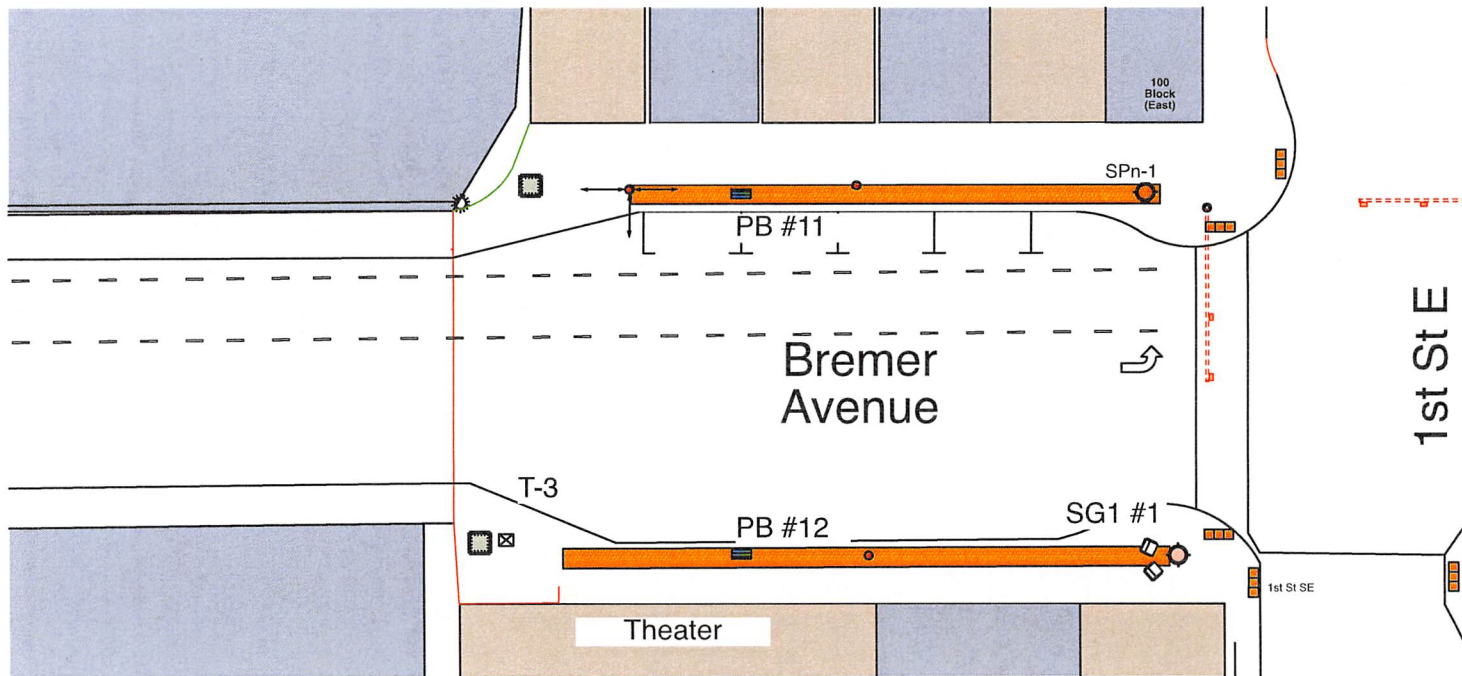 100
Block
(East)
SPn-1
PB #11
Bremer
Avenue
1st St E
T-3
SG1 #1
PB #12
1st St SE
Theater